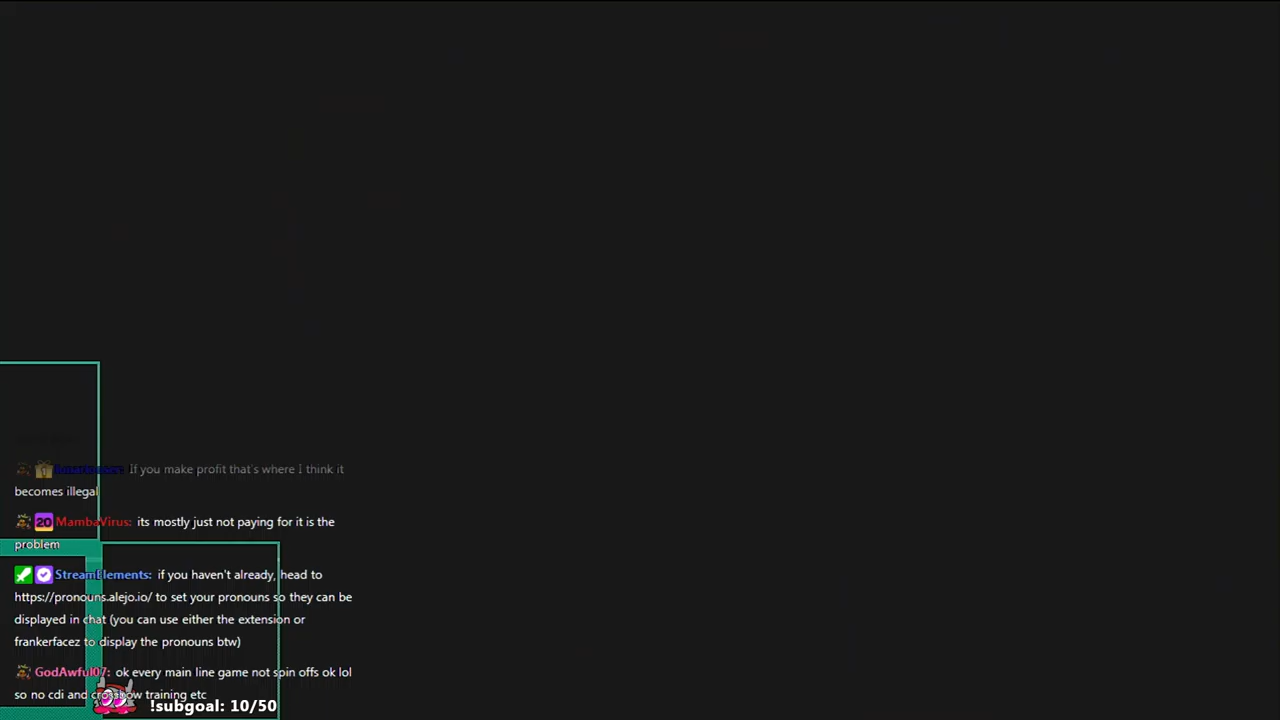 If you make profit that's where I think it
becomes illegal
20 MambaVirus: its mostly just not paying for it is the
problem
StreamElements: if you haven't already, head to
https://pronouns.alejo.io/ to set your pronouns so they can be
displayed in chat (you can use either the extension or
frankerfacez to display the pronouns btw)
GodAwful07: ok every main line game not spin offs ok lol
so no cdi and crossbow training etc
!subgoal: 10/50